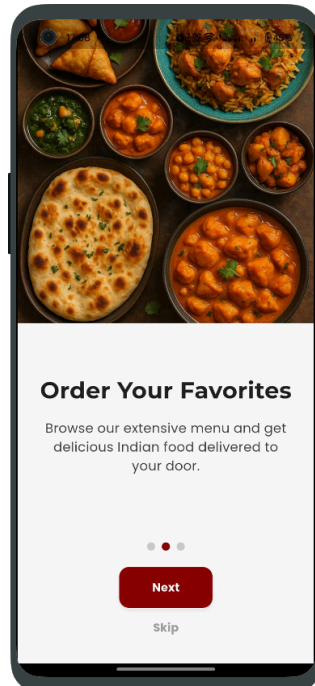 Order Your Favorites
Browse our extensive menu and get
delicious Indian food delivered to
your door.
Next
Skip